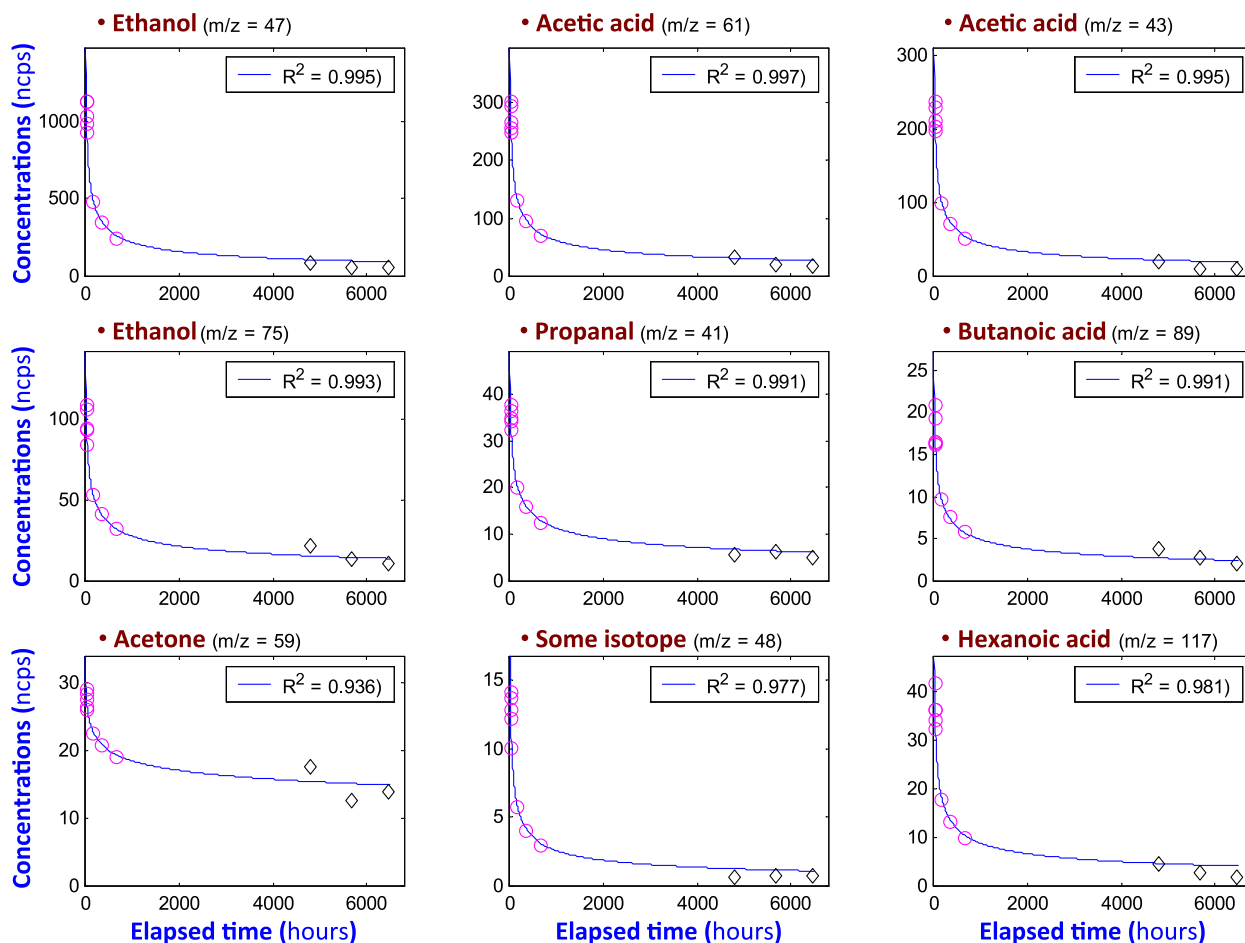 • Ethanol (m/z = 47)
• Acetic acid (m/z = 61)
• Acetic acid (m/z = 43)
Concentrations (ncps)
R² = 0.995)
1000
500
0
0 2000 4000 6000
R² = 0.997)
300
200
100
0
0 2000 4000 6000
R² = 0.995)
300
200
100
0
0 2000 4000 6000
• Ethanol (m/z = 75)
• Propanal (m/z = 41)
• Butanoic acid (m/z = 89)
Concentrations (ncps)
R² = 0.993)
100
50
0
0 2000 4000 6000
R² = 0.991)
40
30
20
10
0
0 2000 4000 6000
R² = 0.991)
25
20
15
10
5
0
0 2000 4000 6000
• Acetone (m/z = 59)
• Some isotope (m/z = 48)
• Hexanoic acid (m/z = 117)
Concentrations (ncps)
R² = 0.936)
30
20
10
0
0 2000 4000 6000
R² = 0.977)
15
10
5
0
0 2000 4000 6000
R² = 0.981)
40
30
20
10
0
0 2000 4000 6000
Elapsed time (hours)
Elapsed time (hours)
Elapsed time (hours)